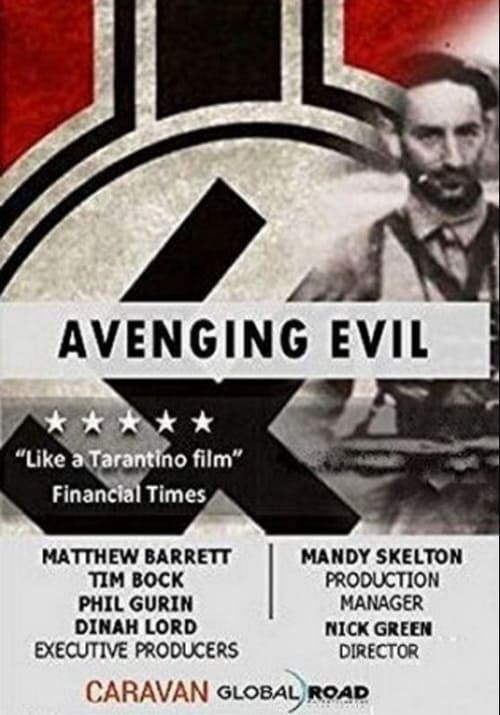 AVENGING EVIL
“Like a Tarantino film”
Financial Times
MATTHEW BARRETT
TIM BOCK
PHIL GURIN
DINAH LORD
EXECUTIVE PRODUCERS
MANDY SKELTON
PRODUCTION
MANAGER
NICK GREEN
DIRECTOR
CARAVAN GLOBAL ROAD